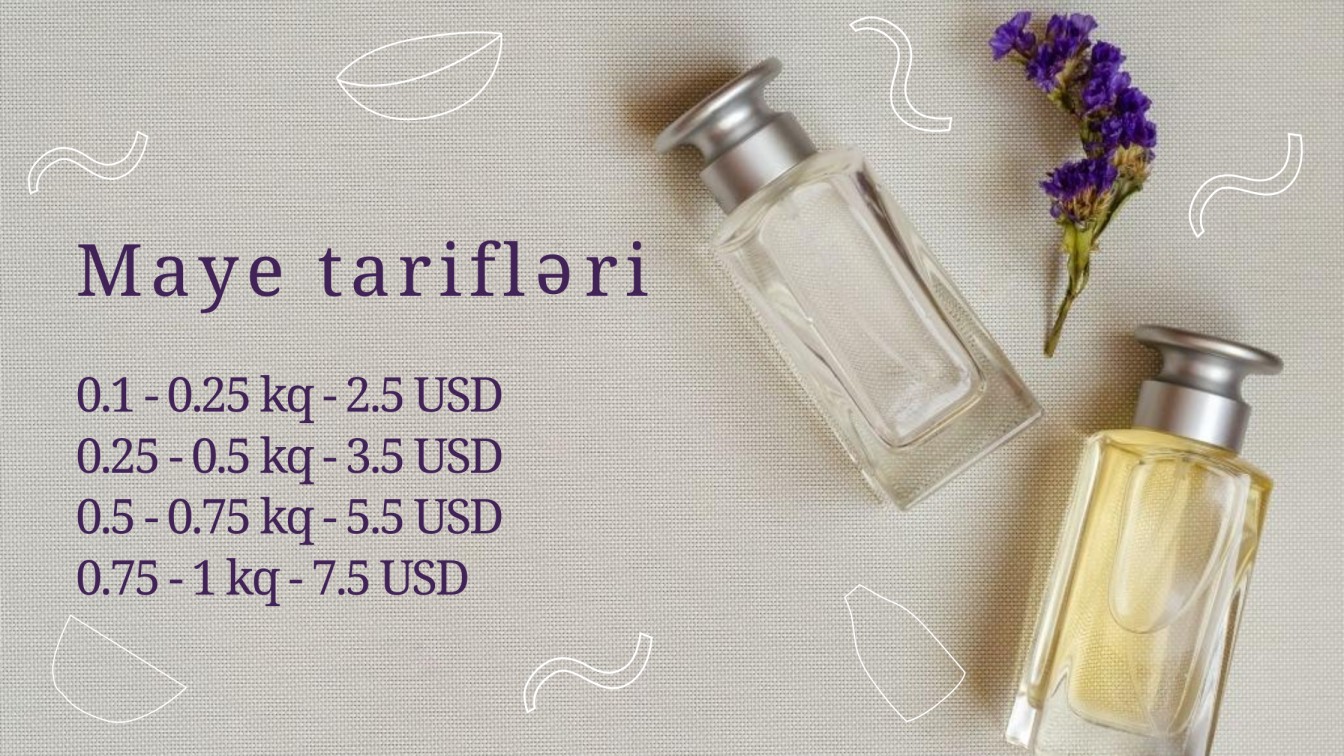 Maye tarifləri
0.1 - 0.25 kq - 2.5 USD
0.25 - 0.5 kq - 3.5 USD
0.5 - 0.75 kq - 5.5 USD
0.75 - 1 kq - 7.5 USD